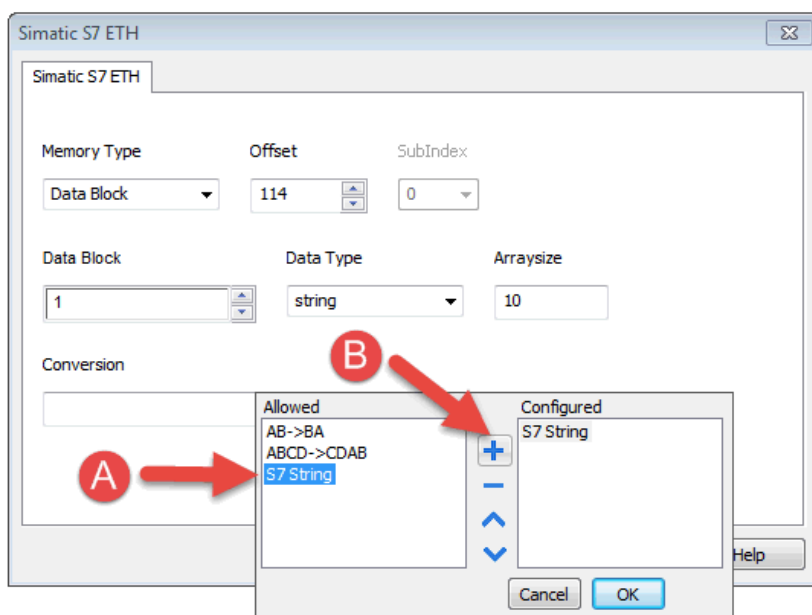 Simatic S7 ETH
Simatic S7 ETH
Memory Type Offset SubIndex
Data Block 114 0
Data Block Data Type Arraysize
1 string 10
B
Conversion
Allowed Configured
AB->BA S7 String
ABCD->CDAB
A S7 String
Help
Cancel OK